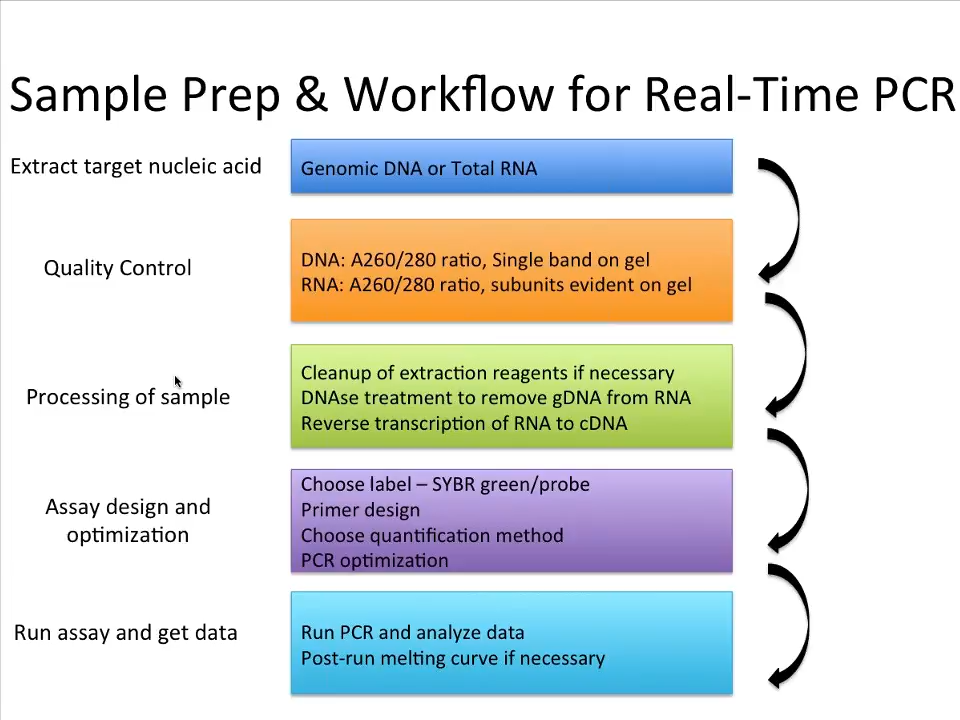 Sample Prep & Workflow for Real-Time PCR
Extract target nucleic acid
Genomic DNA or Total RNA
Quality Control
DNA: A260/280 ratio, Single band on gel
RNA: A260/280 ratio, subunits evident on gel
Processing of sample
Cleanup of extraction reagents if necessary
DNAse treatment to remove gDNA from RNA
Reverse transcription of RNA to cDNA
Assay design and
optimization
Choose label – SYBR green/probe
Primer design
Choose quantification method
PCR optimization
Run assay and get data
Run PCR and analyze data
Post-run melting curve if necessary